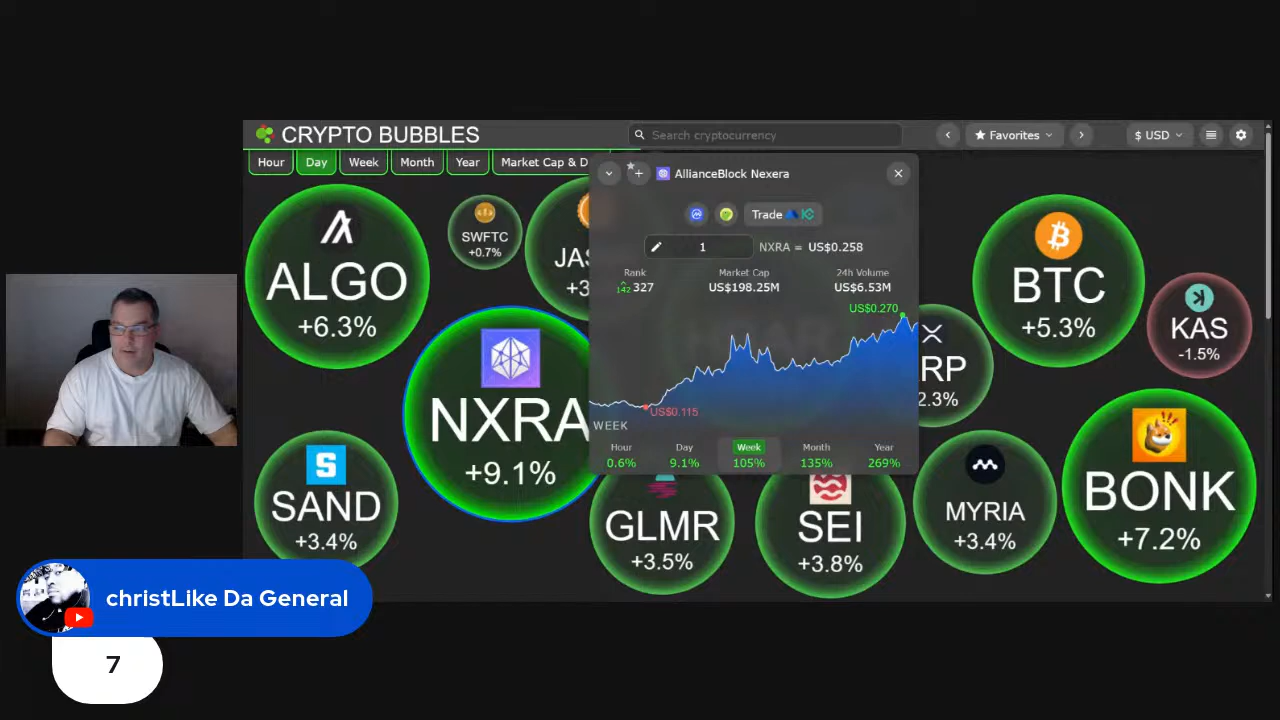 CRYPTO BUBBLES
Search cryptocurrency
Favorites
$ USD
Hour
Day
Week
Month
Year
Market Cap & D
AllianceBlock Nexera
Trade
1
NXRA = US$0.258
Rank
Market Cap
24h Volume
142 327
US$198.25M
US$6.53M
US$0.270
US$0.115
WEEK
Hour
Day
Week
Month
Year
0.6%
9.1%
105%
135%
269%
ALGO
+6.3%
SWFTC
+0.7%
JAS
+3
NXRA
+9.1%
BTC
+5.3%
KAS
-1.5%
RP
2.3%
SAND
+3.4%
GLMR
+3.5%
SEI
+3.8%
MYRIA
+3.4%
BONK
+7.2%
christLike Da General
7